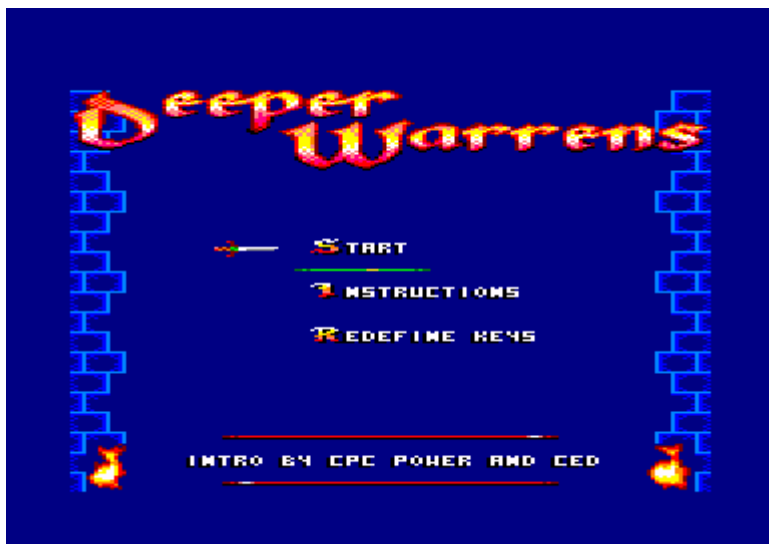 Deeper
Warrens
START
INSTRUCTIONS
REDEFINE KEYS
INTRO BY CPC POWER AND CED